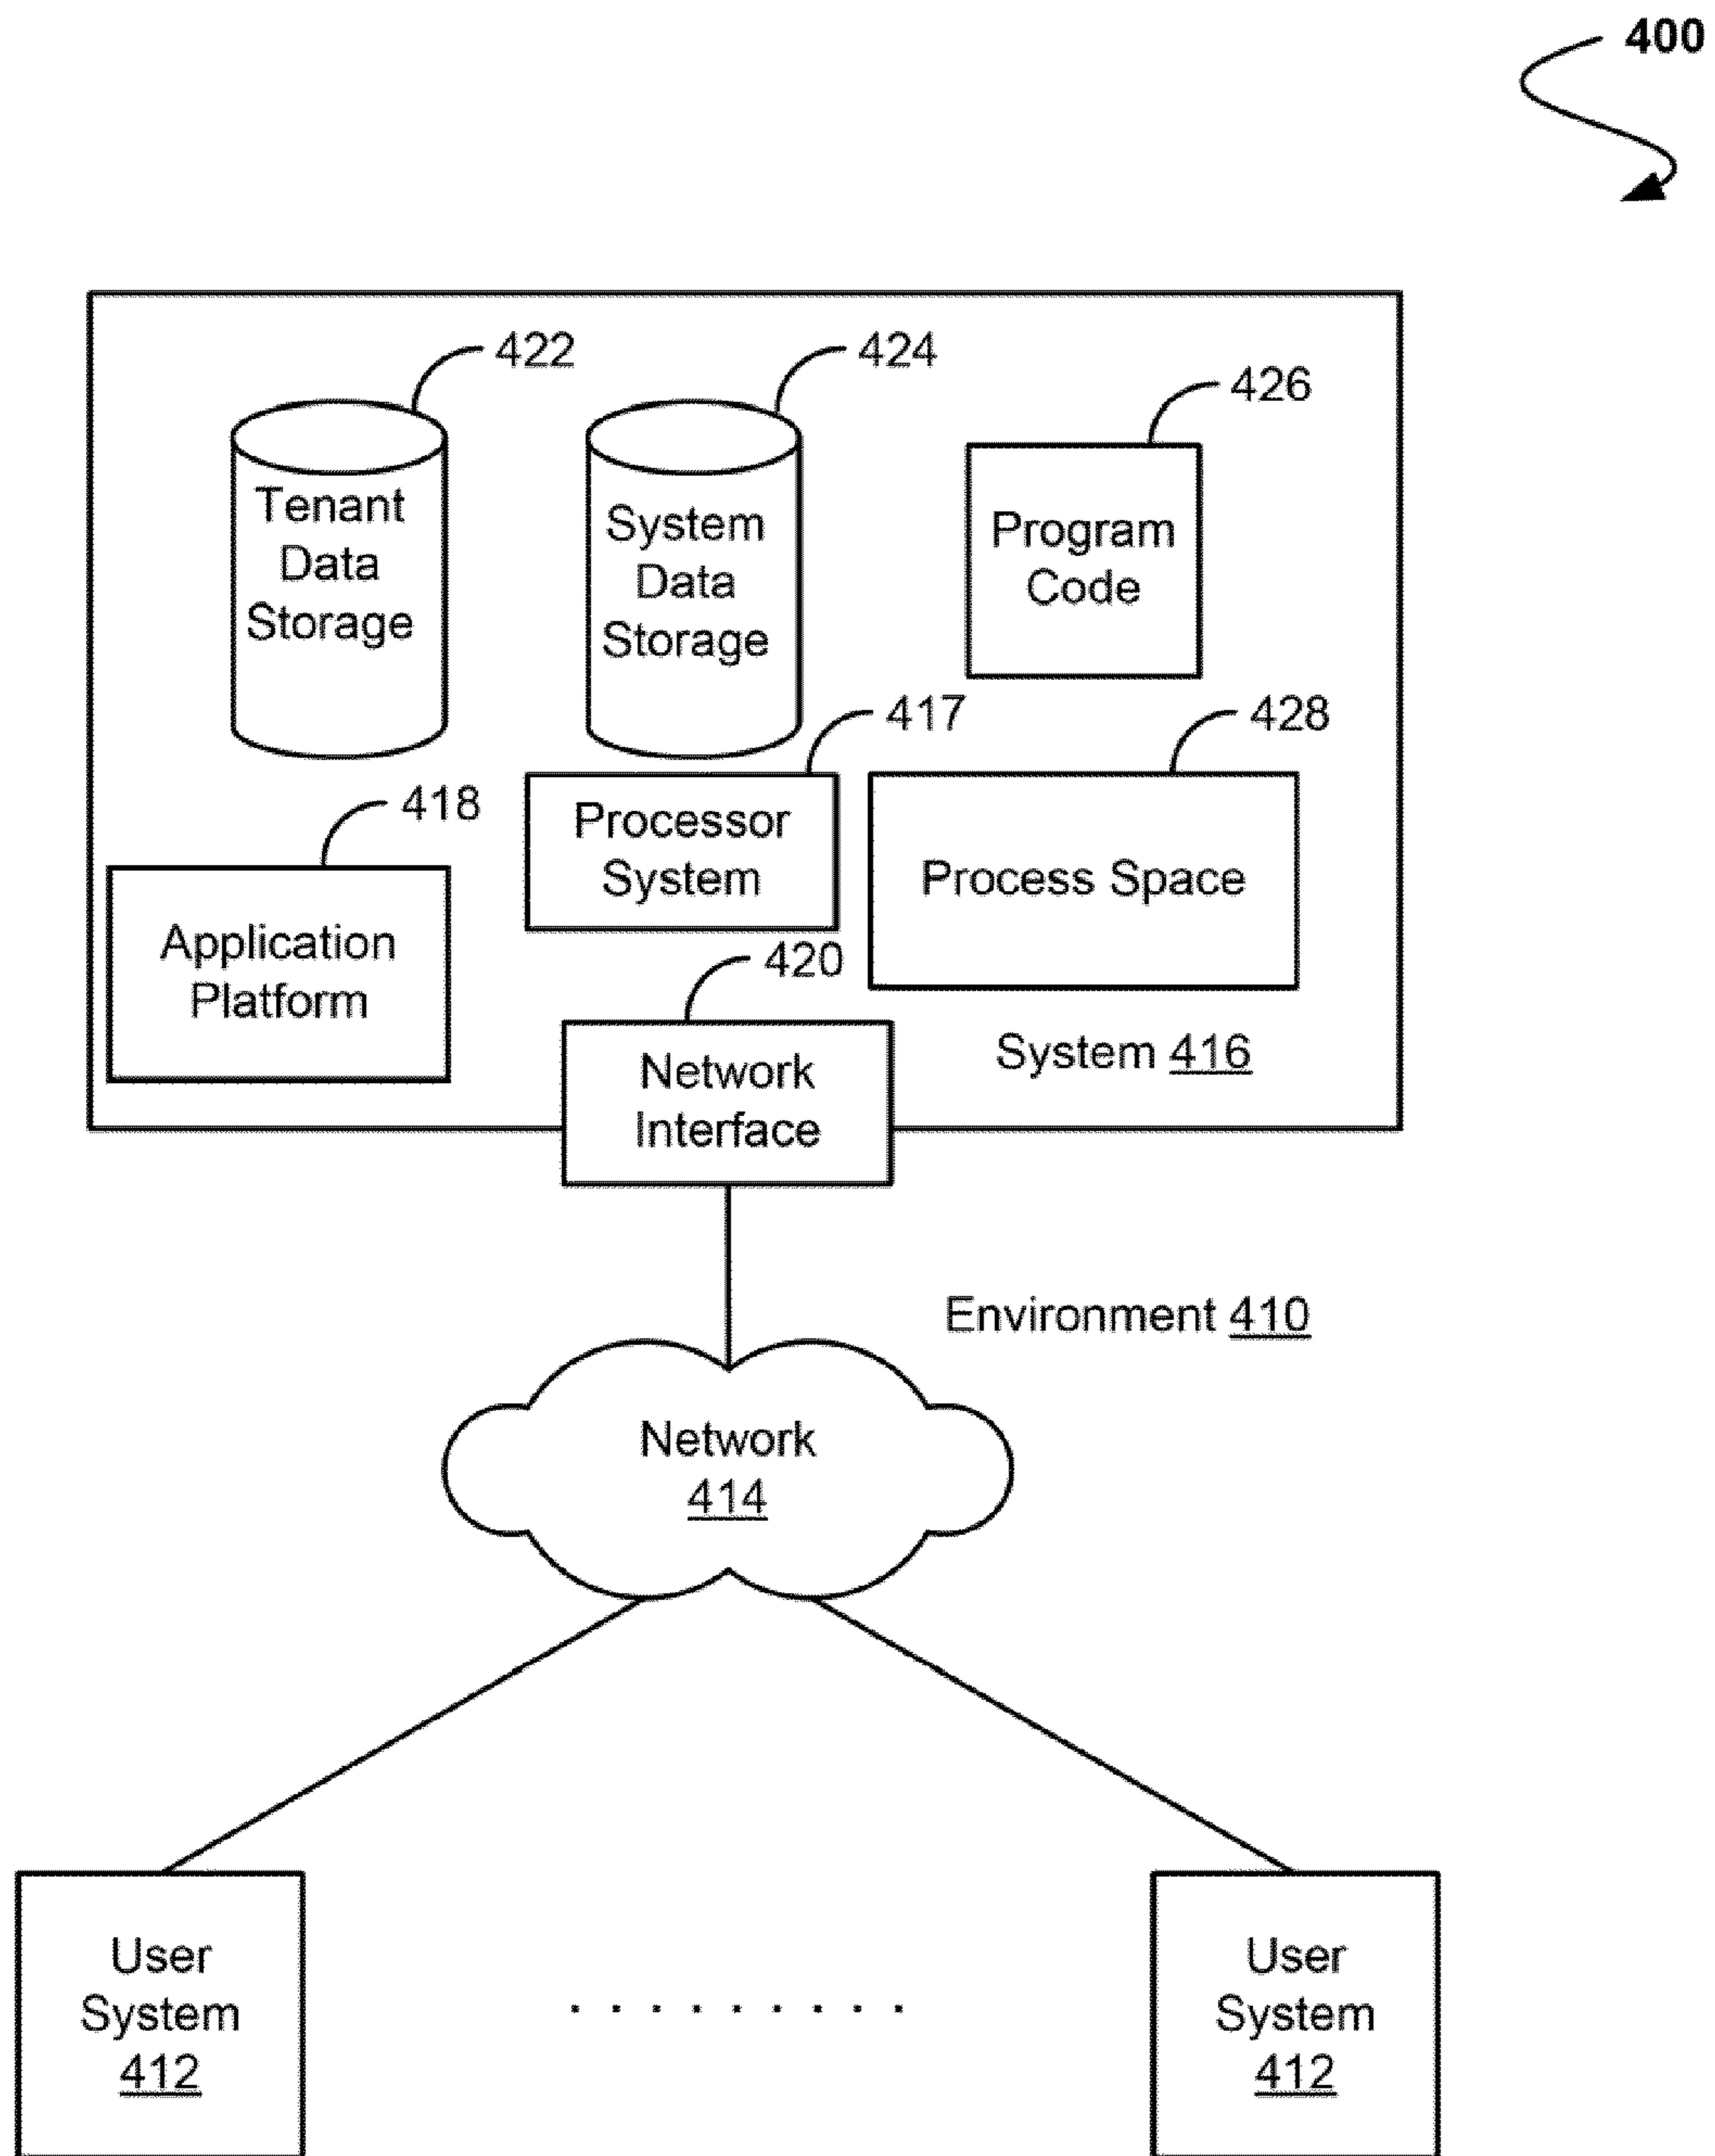 400
422
424
426
Tenant
Data
Storage
System
Data
Storage
Program
Code
417
428
418
Processor
System
Process Space
Application
Platform
420
System 416
Network
Interface
Environment 410
Network
414
User
System
412
. . . . . . . . .
User
System
412